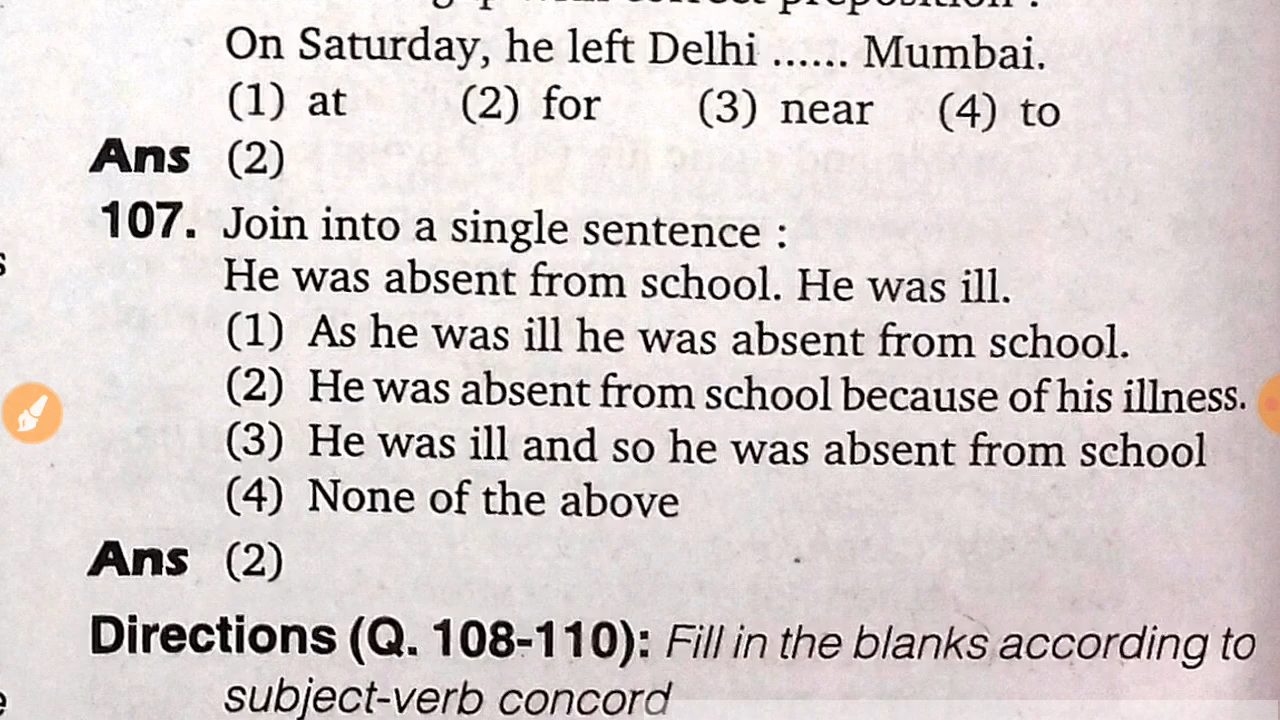 On Saturday, he left Delhi ...... Mumbai.
(1) at (2) for (3) near (4) to
Ans (2)
107. Join into a single sentence :
He was absent from school. He was ill.
(1) As he was ill he was absent from school.
(2) He was absent from school because of his illness.
(3) He was ill and so he was absent from school
(4) None of the above
Ans (2)
Directions (Q. 108-110): Fill in the blanks according to
subject-verb concord